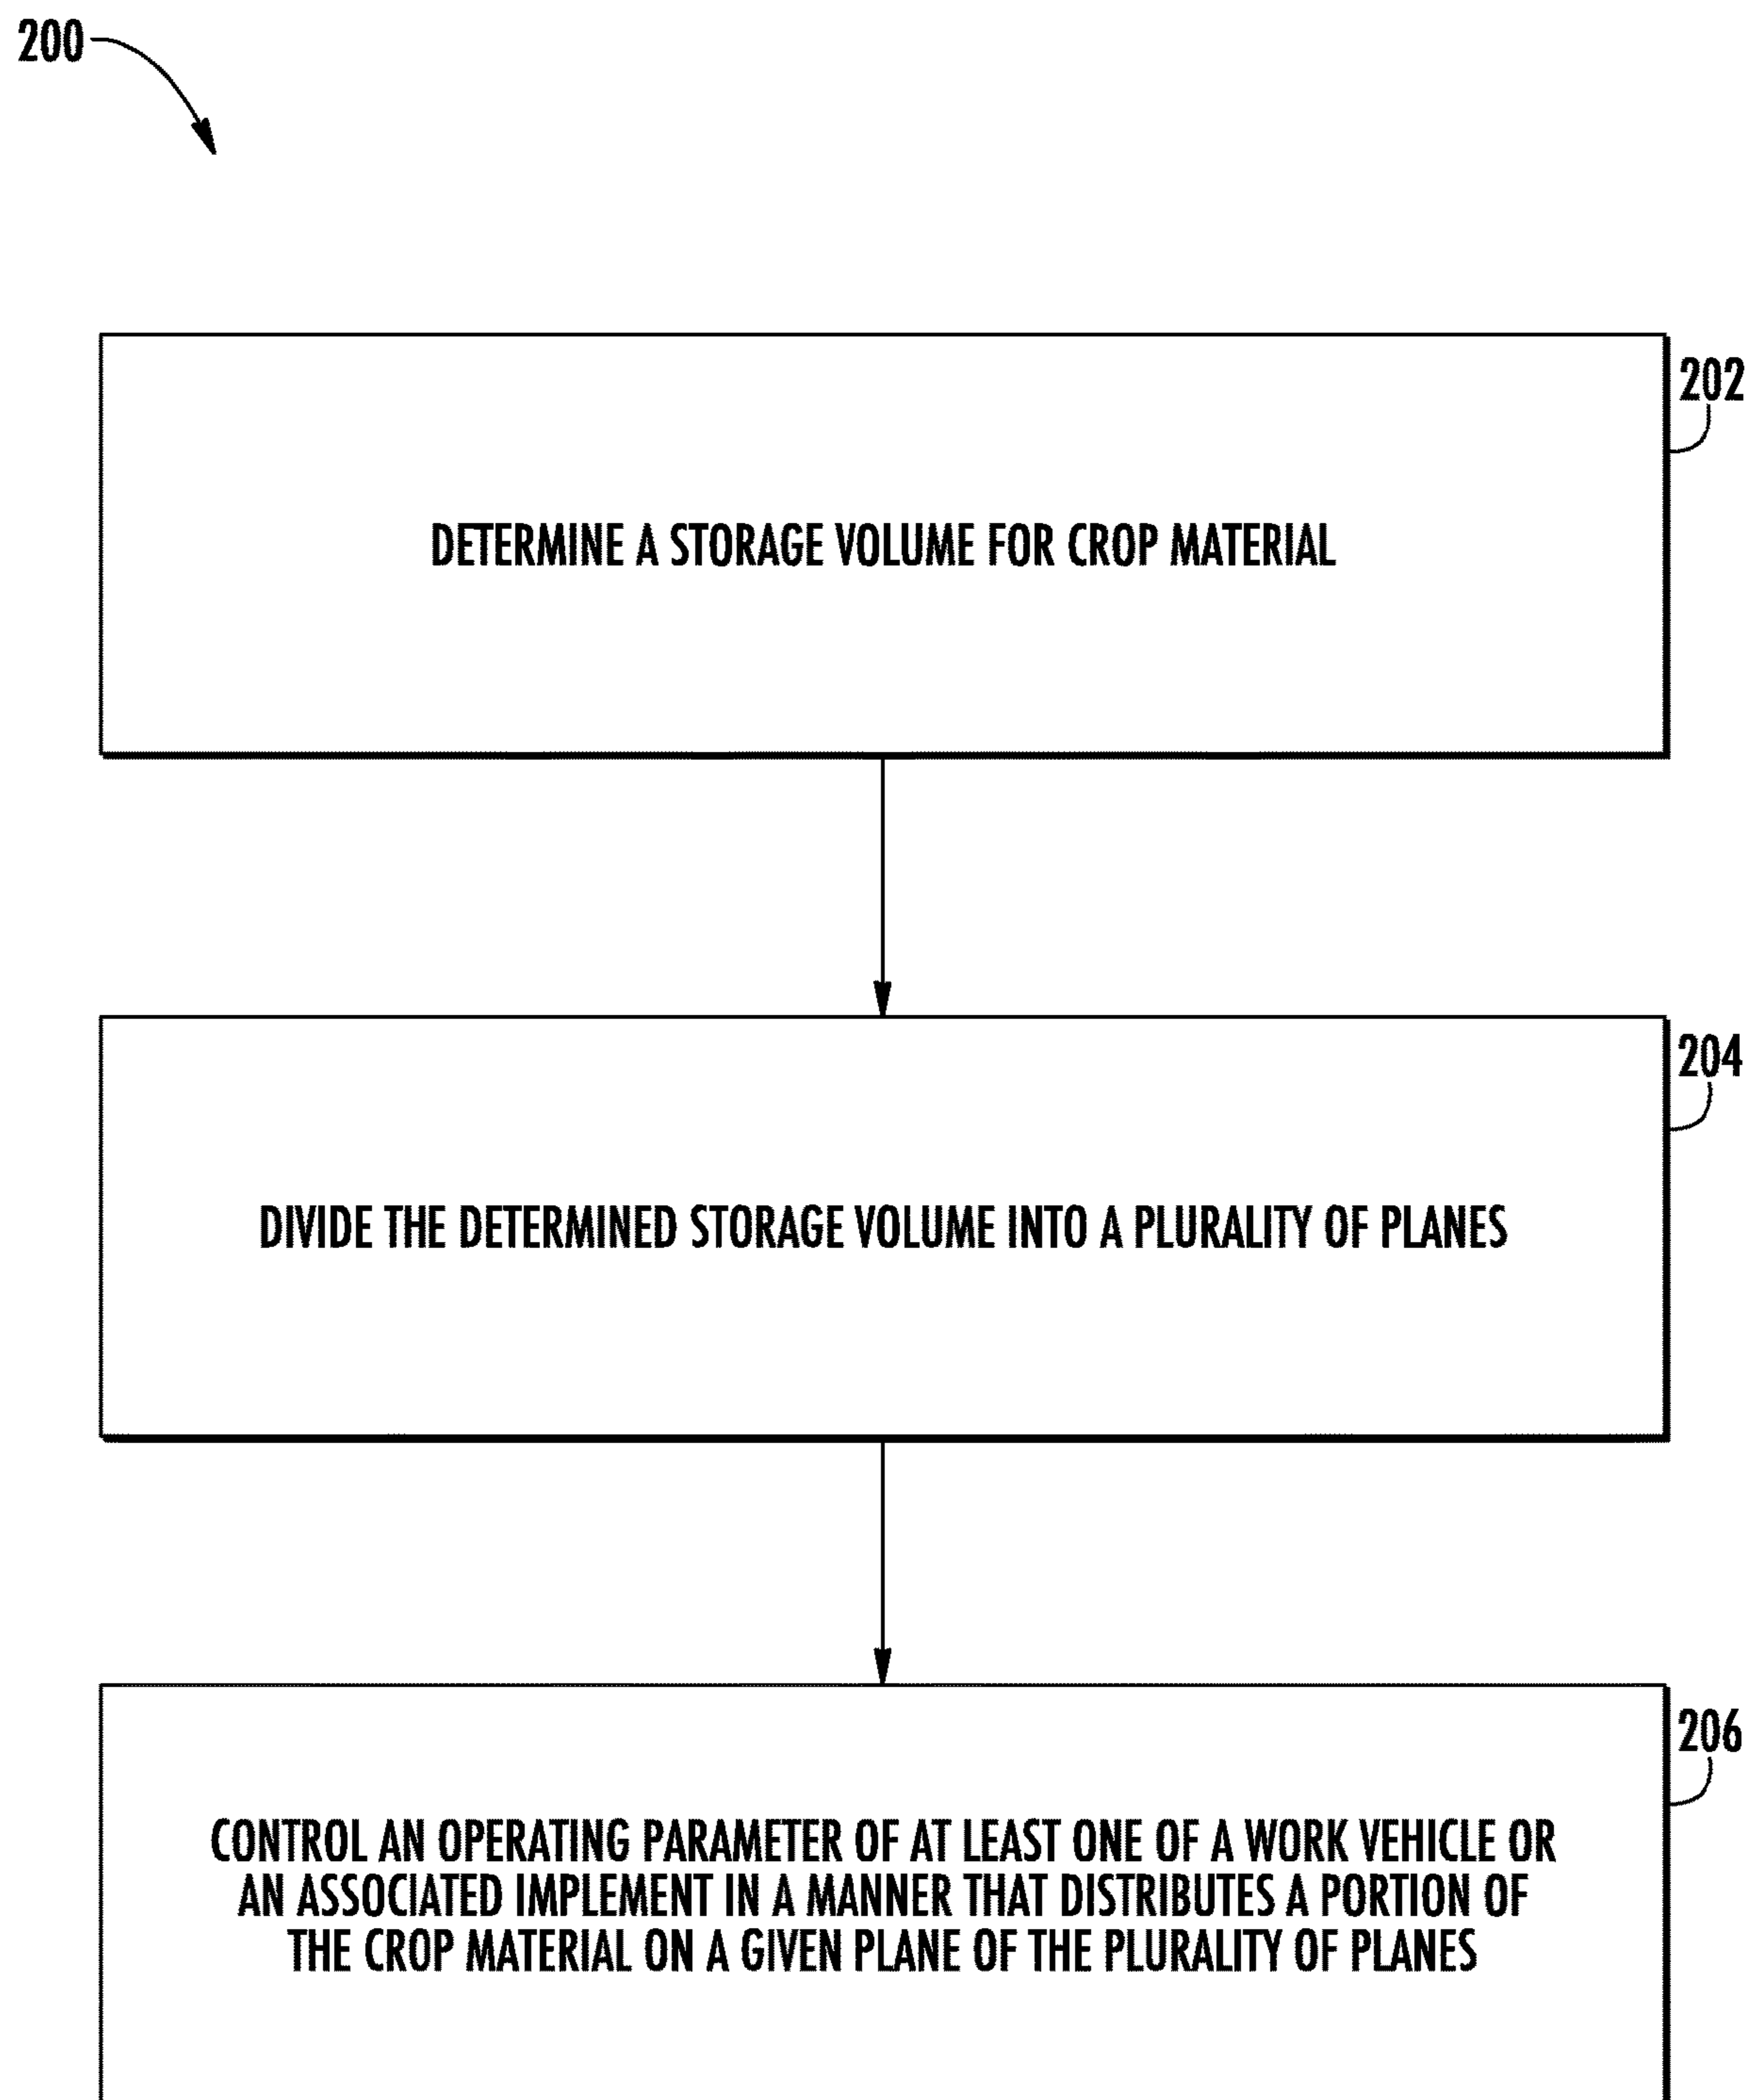 200
202
DETERMINE A STORAGE VOLUME FOR CROP MATERIAL
204
DIVIDE THE DETERMINED STORAGE VOLUME INTO A PLURALITY OF PLANES
206
CONTROL AN OPERATING PARAMETER OF AT LEAST ONE OF A WORK VEHICLE OR
AN ASSOCIATED IMPLEMENT IN A MANNER THAT DISTRIBUTES A PORTION OF
THE CROP MATERIAL ON A GIVEN PLANE OF THE PLURALITY OF PLANES